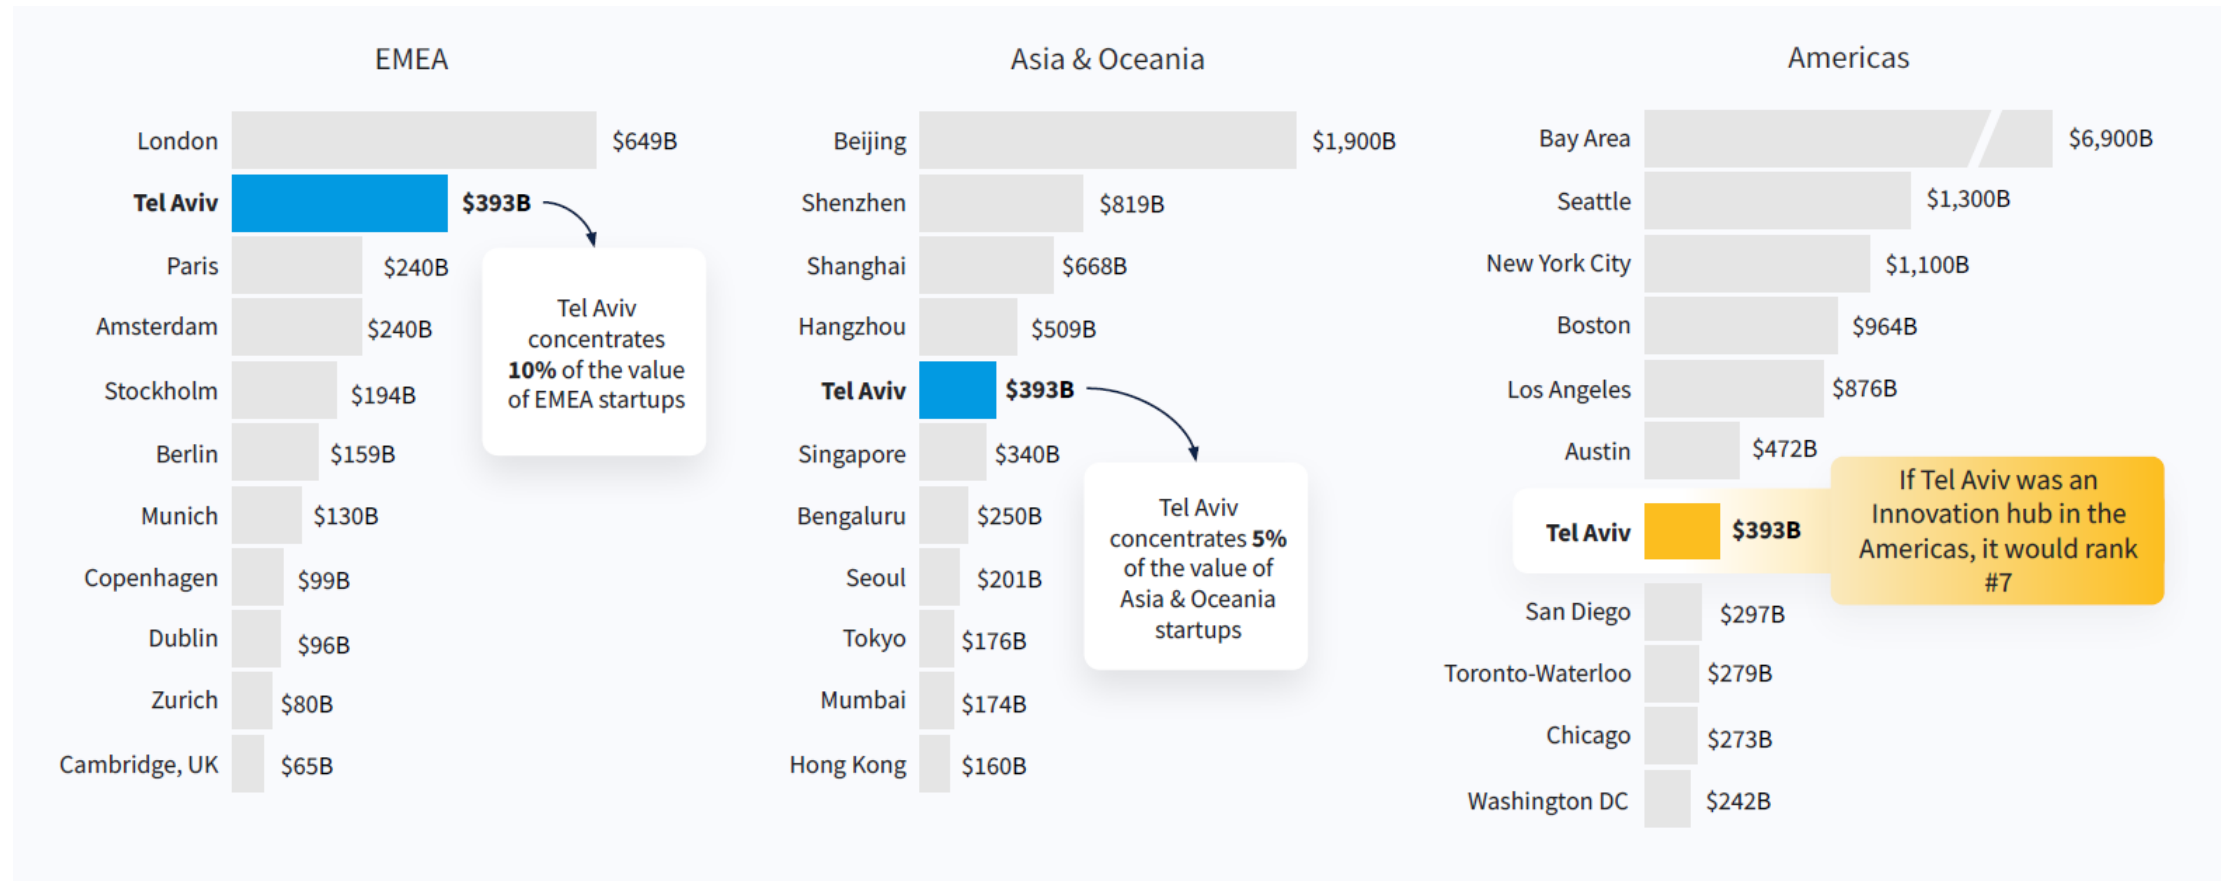 EMEA
London $649B
Tel Aviv $393B
Paris $240B
Amsterdam $240B
Stockholm $194B
Berlin $159B
Munich $130B
Copenhagen $99B
Dublin $96B
Zurich $80B
Cambridge, UK $65B
Tel Aviv
concentrates
10% of the value
of EMEA startups
Asia & Oceania
Beijing $1,900B
Shenzhen $819B
Shanghai $668B
Hangzhou $509B
Tel Aviv $393B
Singapore $340B
Bengaluru $250B
Seoul $201B
Tokyo $176B
Mumbai $174B
Hong Kong $160B
Tel Aviv
concentrates 5%
of the value of
Asia & Oceania
startups
Americas
Bay Area $6,900B
Seattle $1,300B
New York City $1,100B
Boston $964B
Los Angeles $876B
Austin $472B
Tel Aviv $393B
If Tel Aviv was an
Innovation hub in the
Americas, it would rank
#7
San Diego $297B
Toronto-Waterloo $279B
Chicago $273B
Washington DC $242B